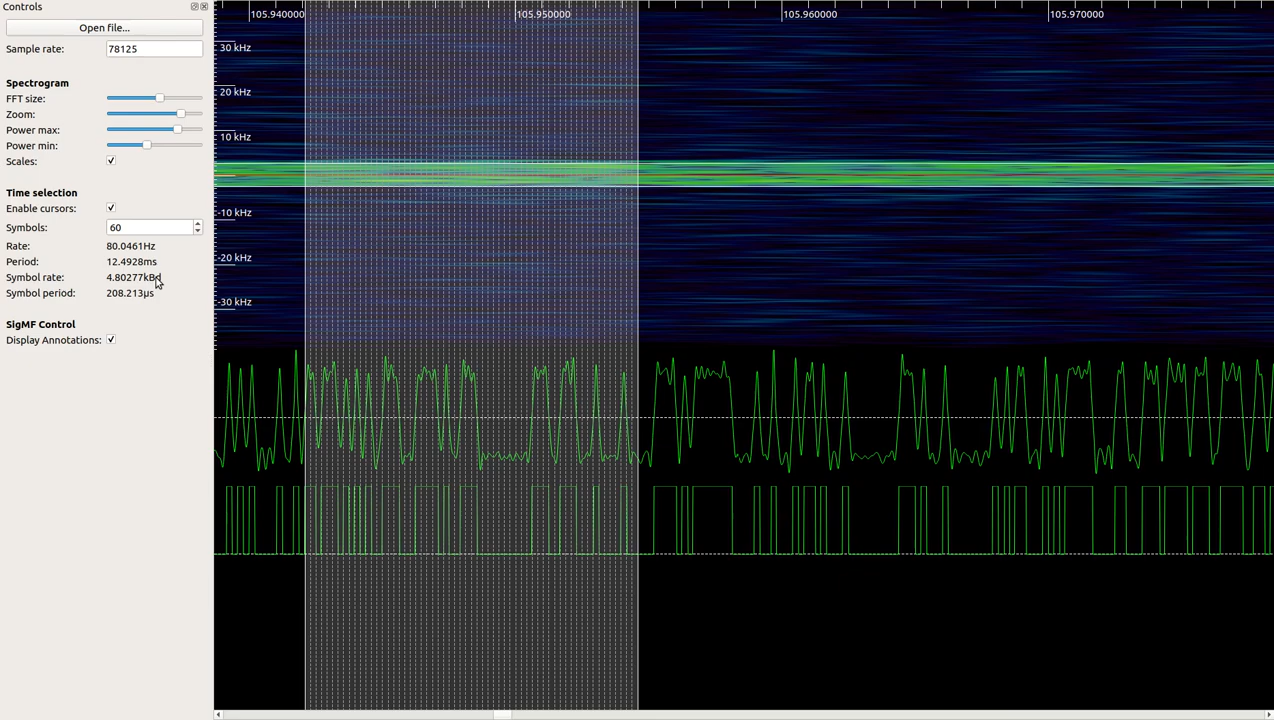 Controls
Open file...
Sample rate: 78125
Spectrogram
FFT size:
Zoom:
Power max:
Power min:
Scales:
Time selection
Enable cursors:
Symbols: 60
Rate: 80.0461Hz
Period: 12.4928ms
Symbol rate: 4.80277kBd
Symbol period: 208.213µs
SigMF Control
Display Annotations:
105.940000 105.950000 105.960000 105.970000
30 kHz
20 kHz
10 kHz
-10 kHz
-20 kHz
-30 kHz